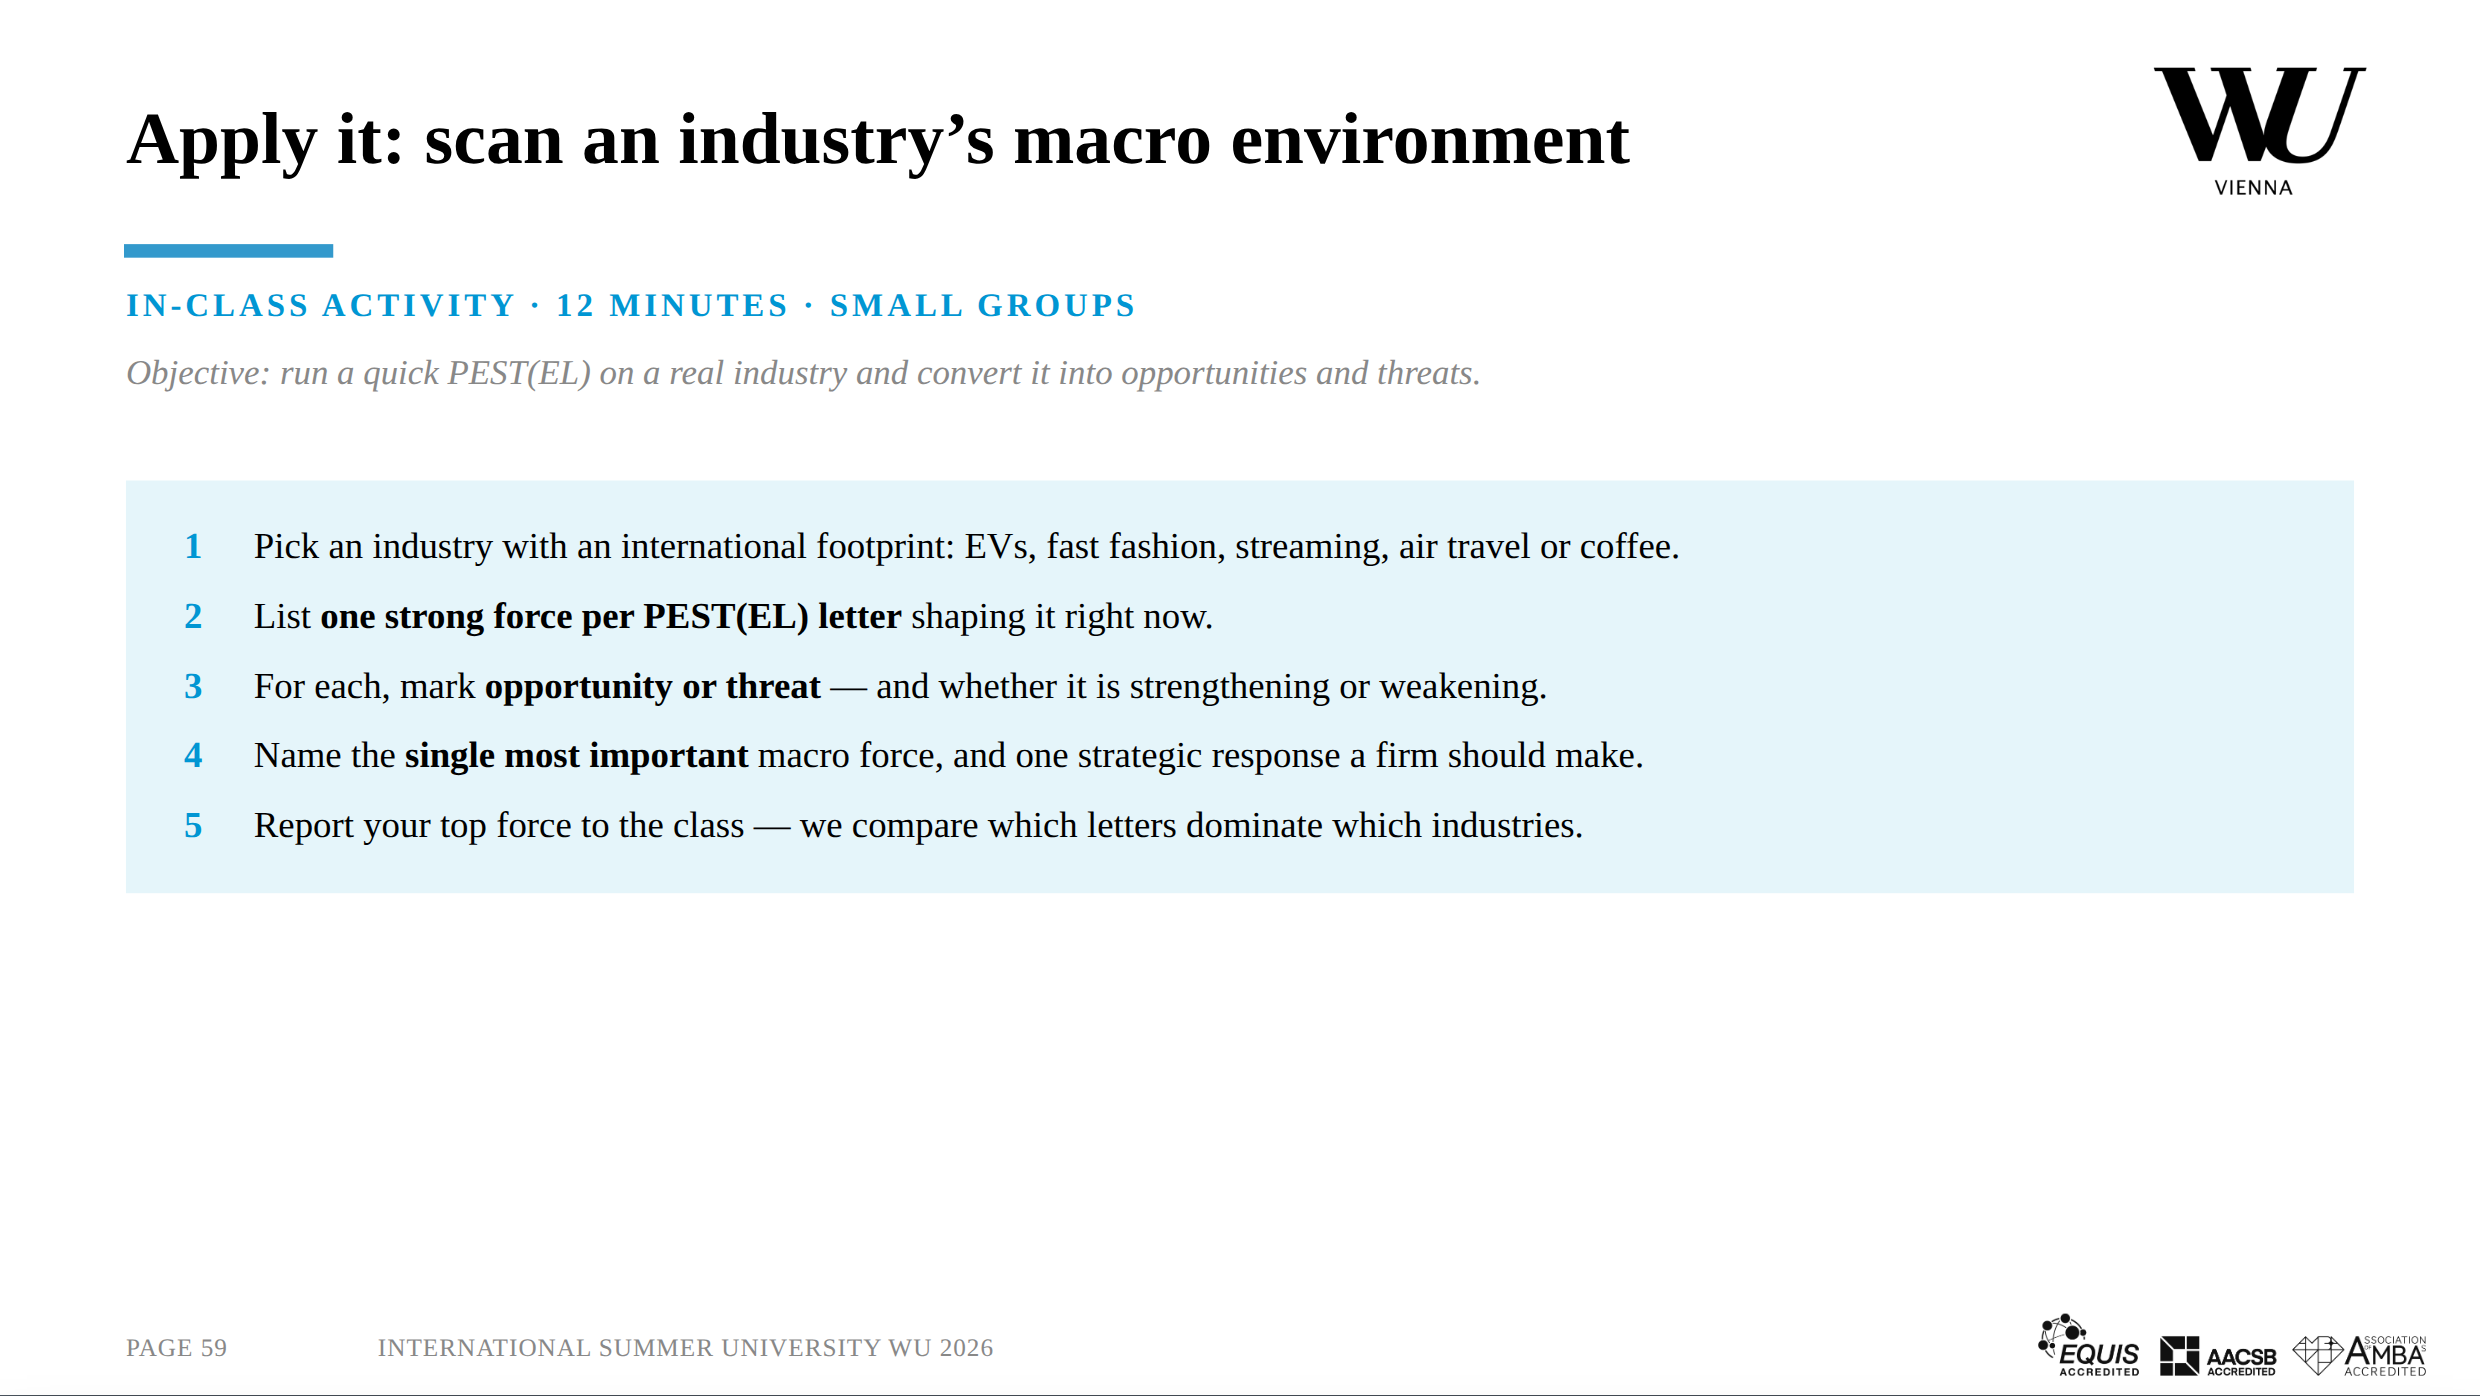 Apply it: scan an industry’s macro environment
WU
VIENNA
IN-CLASS ACTIVITY · 12 MINUTES · SMALL GROUPS
Objective: run a quick PEST(EL) on a real industry and convert it into opportunities and threats.
1 Pick an industry with an international footprint: EVs, fast fashion, streaming, air travel or coffee.
2 List one strong force per PEST(EL) letter shaping it right now.
3 For each, mark opportunity or threat — and whether it is strengthening or weakening.
4 Name the single most important macro force, and one strategic response a firm should make.
5 Report your top force to the class — we compare which letters dominate which industries.
PAGE 59 INTERNATIONAL SUMMER UNIVERSITY WU 2026
EQUIS
ACCREDITED
AACSB
ACCREDITED
ASSOCIATION
OF MBAS
ACCREDITED